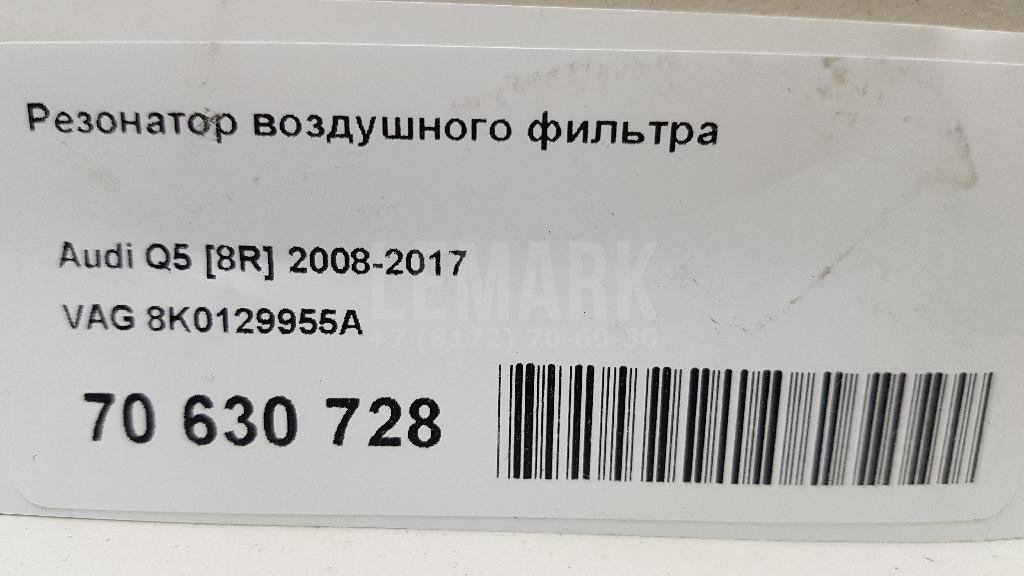 Резонатор воздушного фильтра
Audi Q5 [8R] 2008-2017
LEMARK
VAG 8K0129955A
+7 (8172) 70-60-30
70 630 728